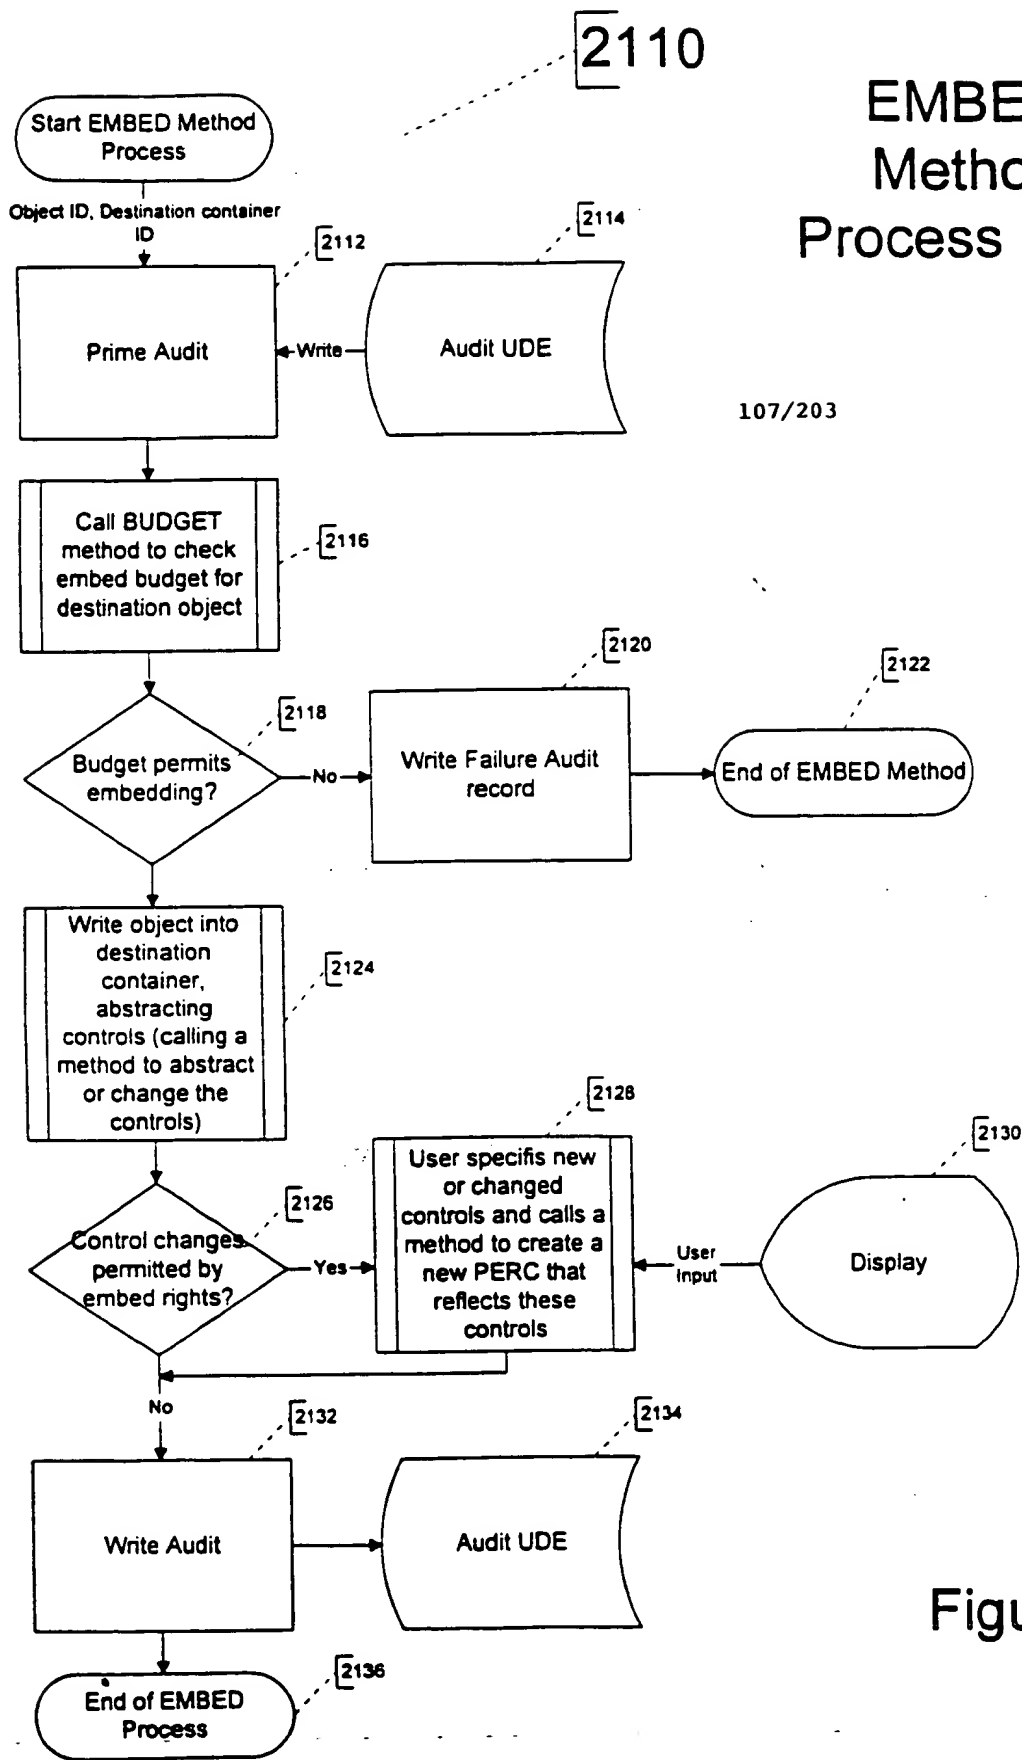 2110
EMBE
Metho
Process
Start EMBED Method
Process
Object ID, Destination container
ID
2112
2114
Prime Audit
Write
Audit UDE
107/203
Call BUDGET
method to check
embed budget for
destination object
2116
2118
2120
2122
Budget permits
embedding?
No
Write Failure Audit
record
End of EMBED Method
Write object into
destination
container,
abstracting
controls (calling a
method to abstract
or change the
controls)
2124
2126
2128
2130
Control changes
permitted by
embed rights?
Yes
User specifis new
or changed
controls and calls a
method to create a
new PERC that
reflects these
controls
User
Input
Display
No
2132
2134
Write Audit
Audit UDE
Figu
2136
End of EMBED
Process